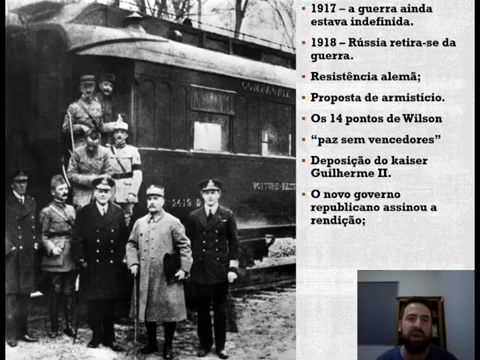 1917 – a guerra ainda
estava indefinida.
1918 – Rússia retira-se da
guerra.
Resistência alemã;
Proposta de armistício.
Os 14 pontos de Wilson
“paz sem vencedores”
Deposição do kaiser
Guilherme II.
O novo governo
republicano assinou a
rendição;
2419 D